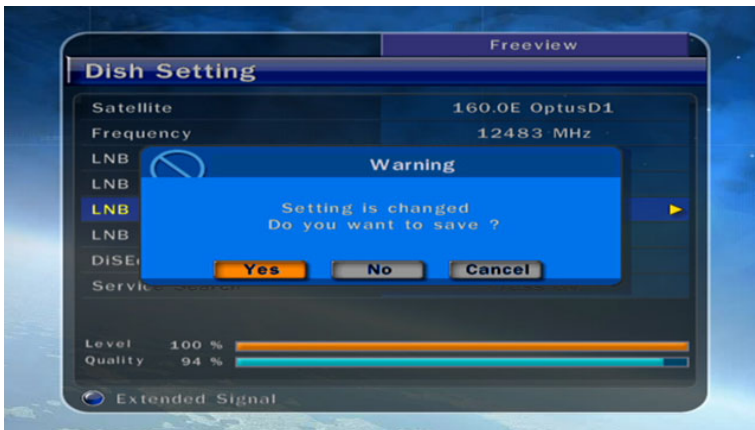 Freeview
Dish Setting
Satellite 160.0E OptusD1
Frequency 12483 MHz
LNB
Warning
LNB
Setting is changed
LNB
Do you want to save ?
LNB
Yes No Cancel
Level 100 %
Quality 94 %
Extended Signal